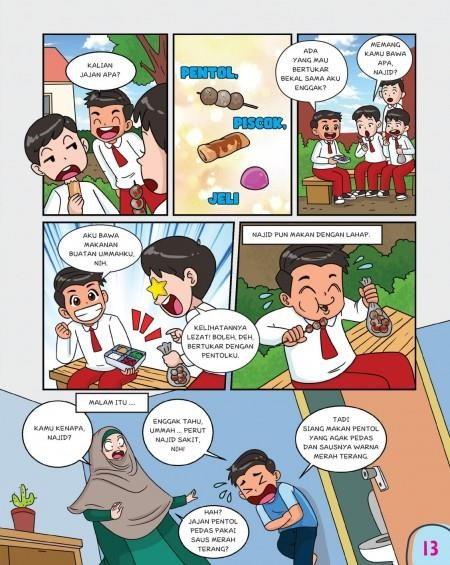 KALIAN
JAJAN APA?
PENTOL,
PISCOK,
JELI
ADA
YANG MAU
BERTUKAR
BEKAL SAMA AKU
ENGGAK?
MEMANG
KAMU BAWA
APA,
NAJID?
AKU BAWA
MAKANAN
BUATAN UMMAHKU,
NIH.
KELIHATANNYA
LEZAT! BOLEH, DEH,
BERTUKAR DENGAN
PENTOLKU.
NAJID PUN MAKAN DENGAN LAHAP.
MALAM ITU ....
KAMU KENAPA,
NAJID?
ENGGAK TAHU,
UMMAH ... PERUT
NAJID SAKIT,
NIH!
HAH?
JAJAN PENTOL
PEDAS PAKAI
SAUS MERAH
TERANG?
TADI
SIANG MAKAN PENTOL
YANG AGAK PEDAS
DAN SAUSNYA WARNA
MERAH TERANG.
13